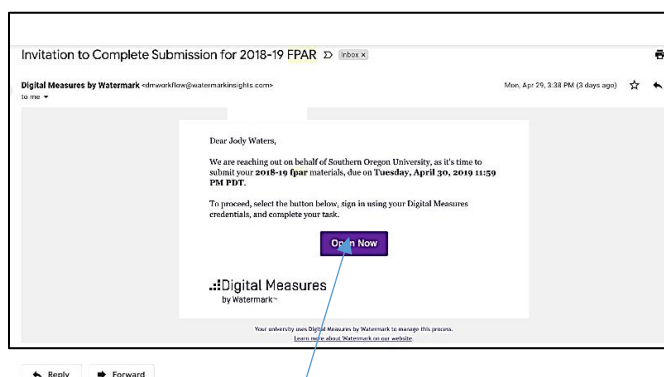 Invitation to Complete Submission for 2018-19 FPAR Inbox x
Digital Measures by Watermark <dmworkflow@watermarkinsights.com> Mon, Apr 29, 3:38 PM (3 days ago)
to me
Dear Jody Waters,
We are reaching out on behalf of Southern Oregon University, as it's time to
submit your 2018-19 fpar materials, due on Tuesday, April 30, 2019 11:59
PM PDT.
To proceed, select the button below, sign in using your Digital Measures
credentials, and complete your task.
Open Now
Digital Measures
by Watermark™
Your university uses Digital Measures by Watermark to manage this process.
Learn more about Watermark on our website.
Reply Forward